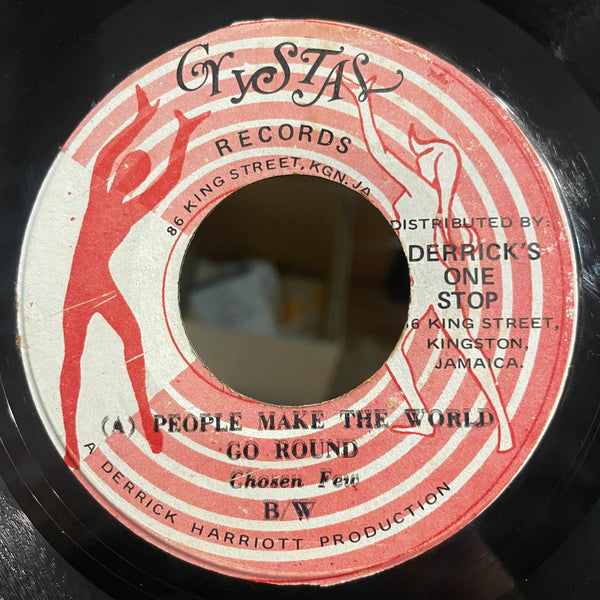 CRYSTAL
RECORDS
86 KING STREET, KGN. JA
DISTRIBUTED BY:
DERRICK'S
ONE
STOP
86 KING STREET,
KINGSTON,
JAMAICA.
(A) PEOPLE MAKE THE WORLD
GO ROUND
Chosen Few
B/W
A DERRICK HARRIOTT PRODUCTION